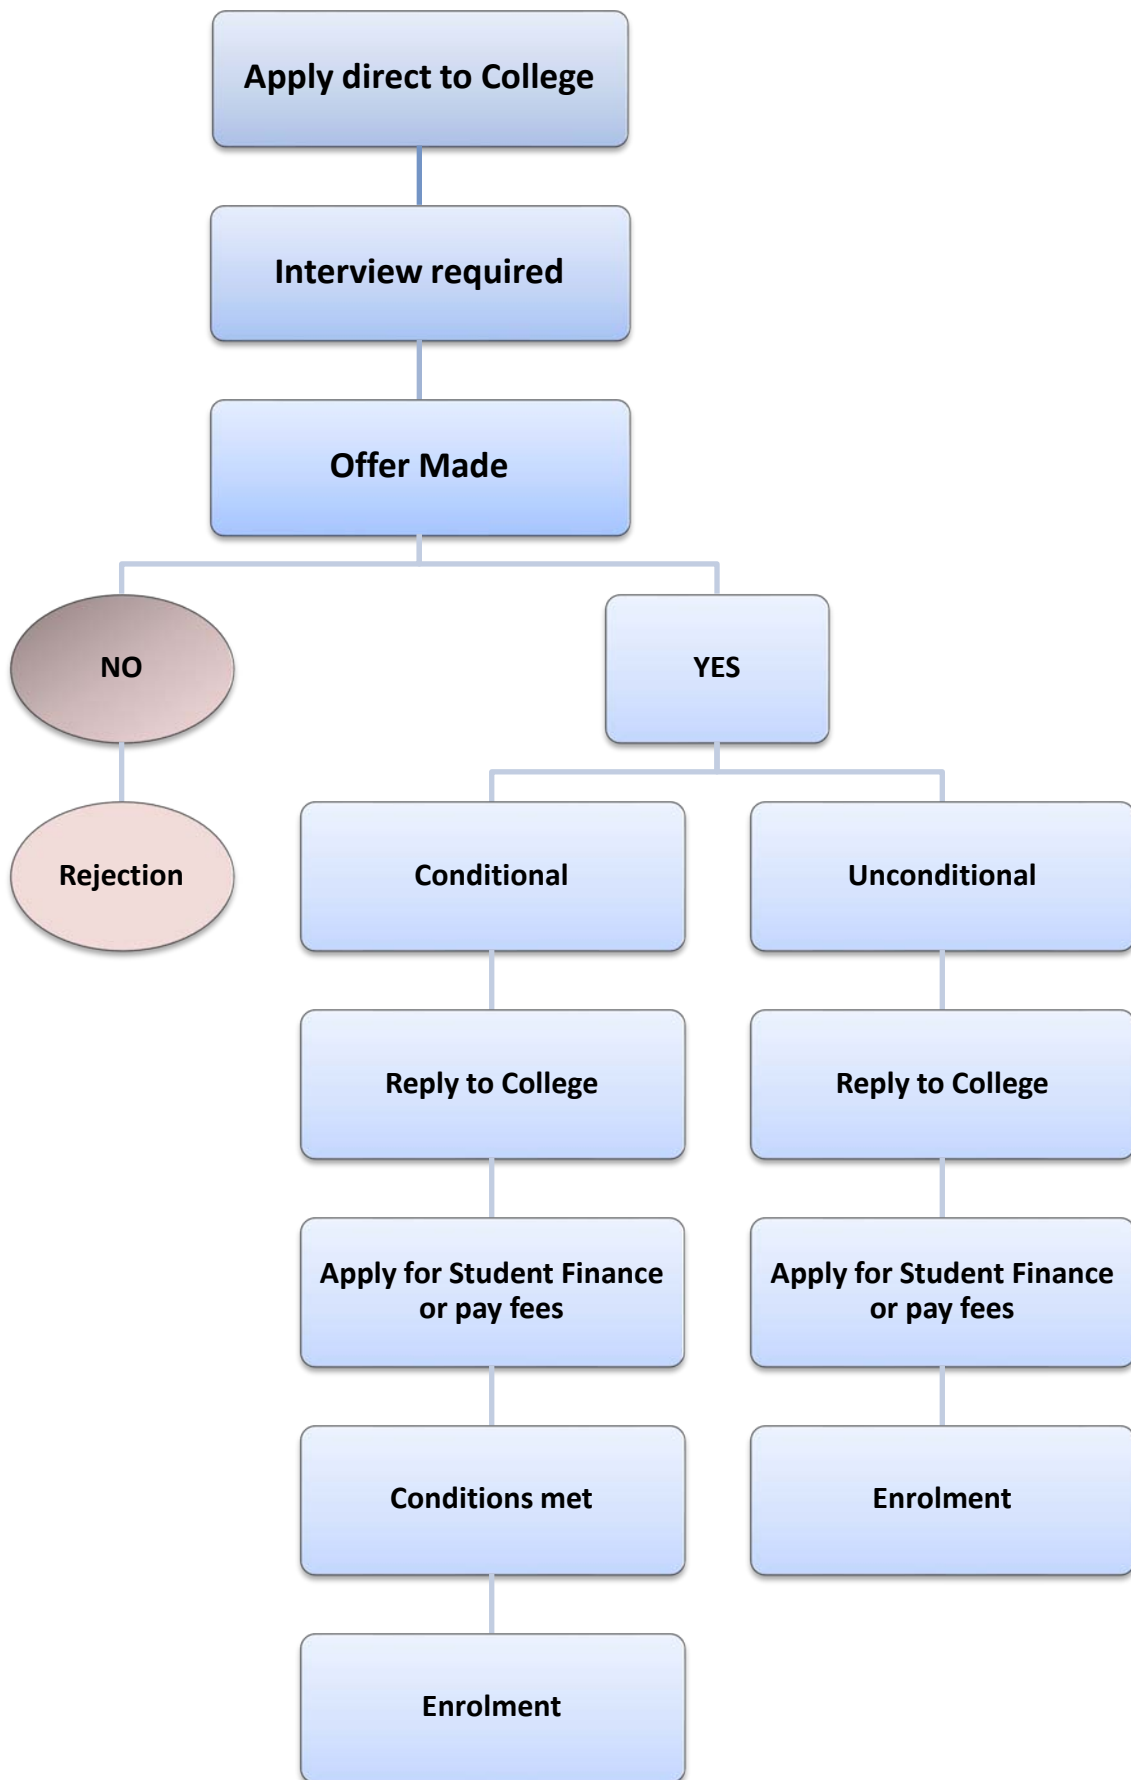 Apply direct to College
Interview required
Offer Made
NO
YES
Rejection
Conditional
Unconditional
Reply to College
Reply to College
Apply for Student Finance
or pay fees
Apply for Student Finance
or pay fees
Conditions met
Enrolment
Enrolment